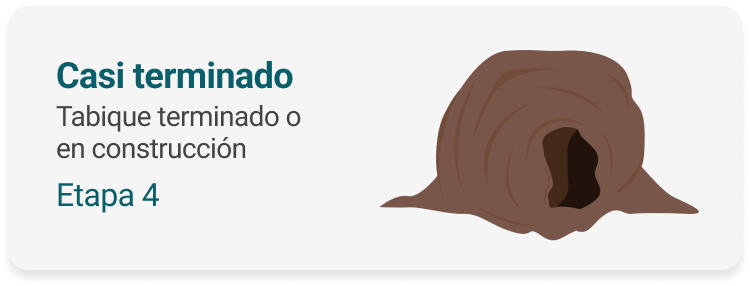 Casi terminado
Tabique terminado o
en construcción
Etapa 4